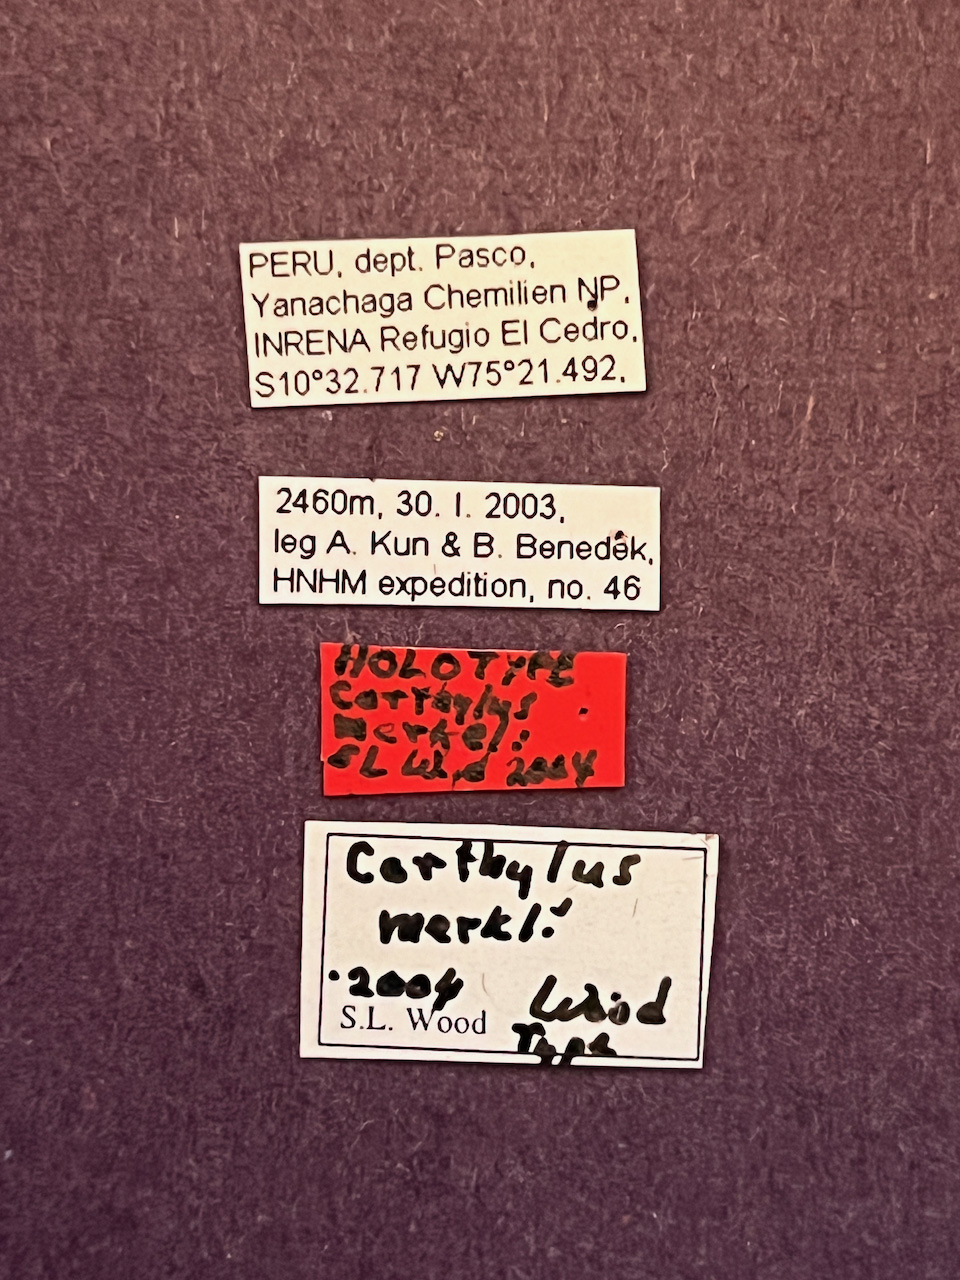 PERU, dept. Pasco,
Yanachaga Chemilien NP,
INRENA Refugio El Cedro,
S10°32.717 W75°21.492,
2460m, 30. I. 2003,
leg A. Kun & B. Benedek,
HNHM expedition, no. 46
HOLOTYPE
Corthylus
merkli
SL Wood 2004
Corthylus
merkli
2004 Wood
S.L. Wood Type